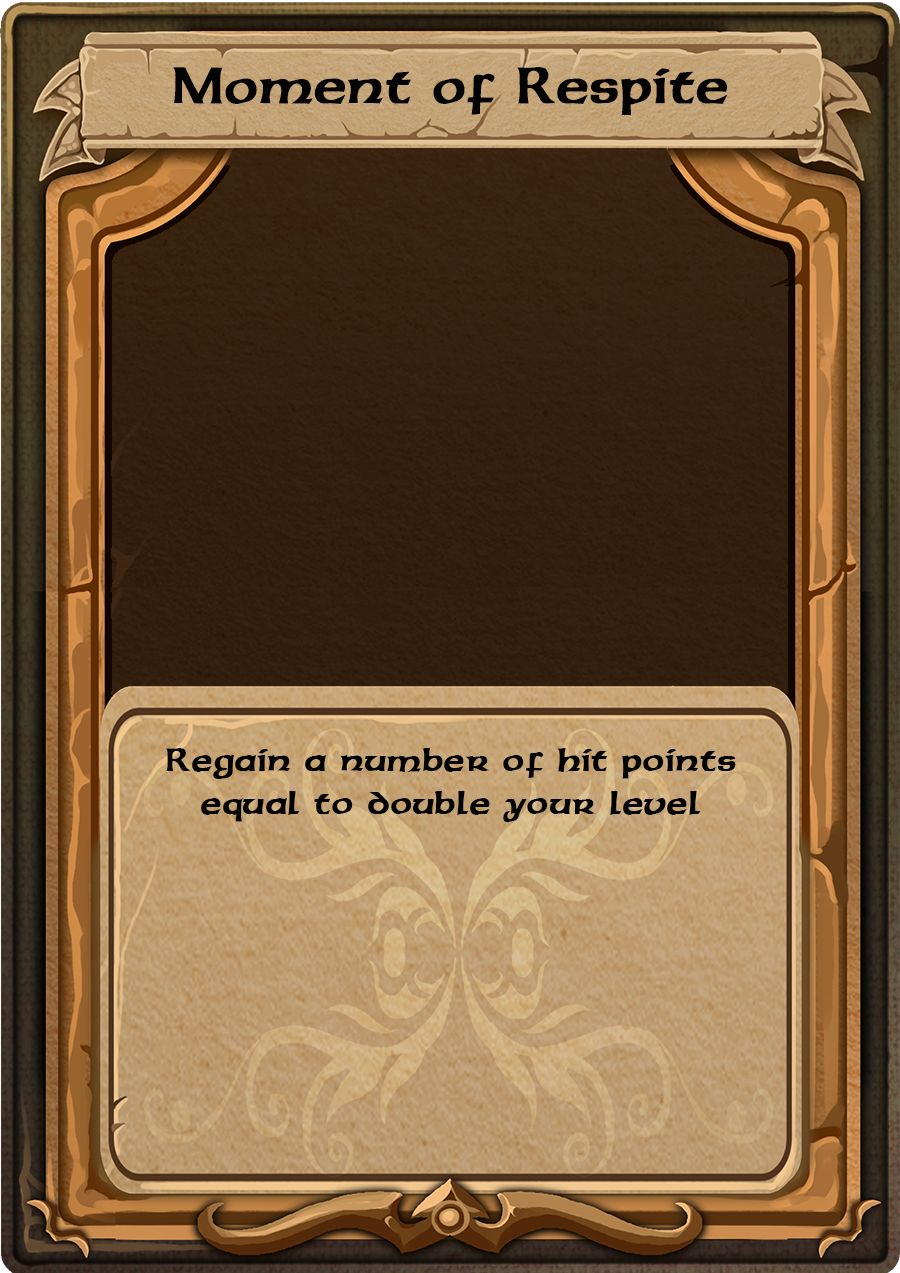 Moment of Respite
Regain a number of hit points
equal to double your level